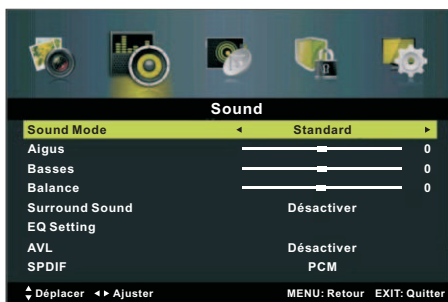 Sound
Sound Mode Standard
Aigus 0
Basses 0
Balance 0
Surround Sound Désactiver
EQ Setting
AVL Désactiver
SPDIF PCM
Déplacer Ajuster MENU: Retour EXIT: Quitter